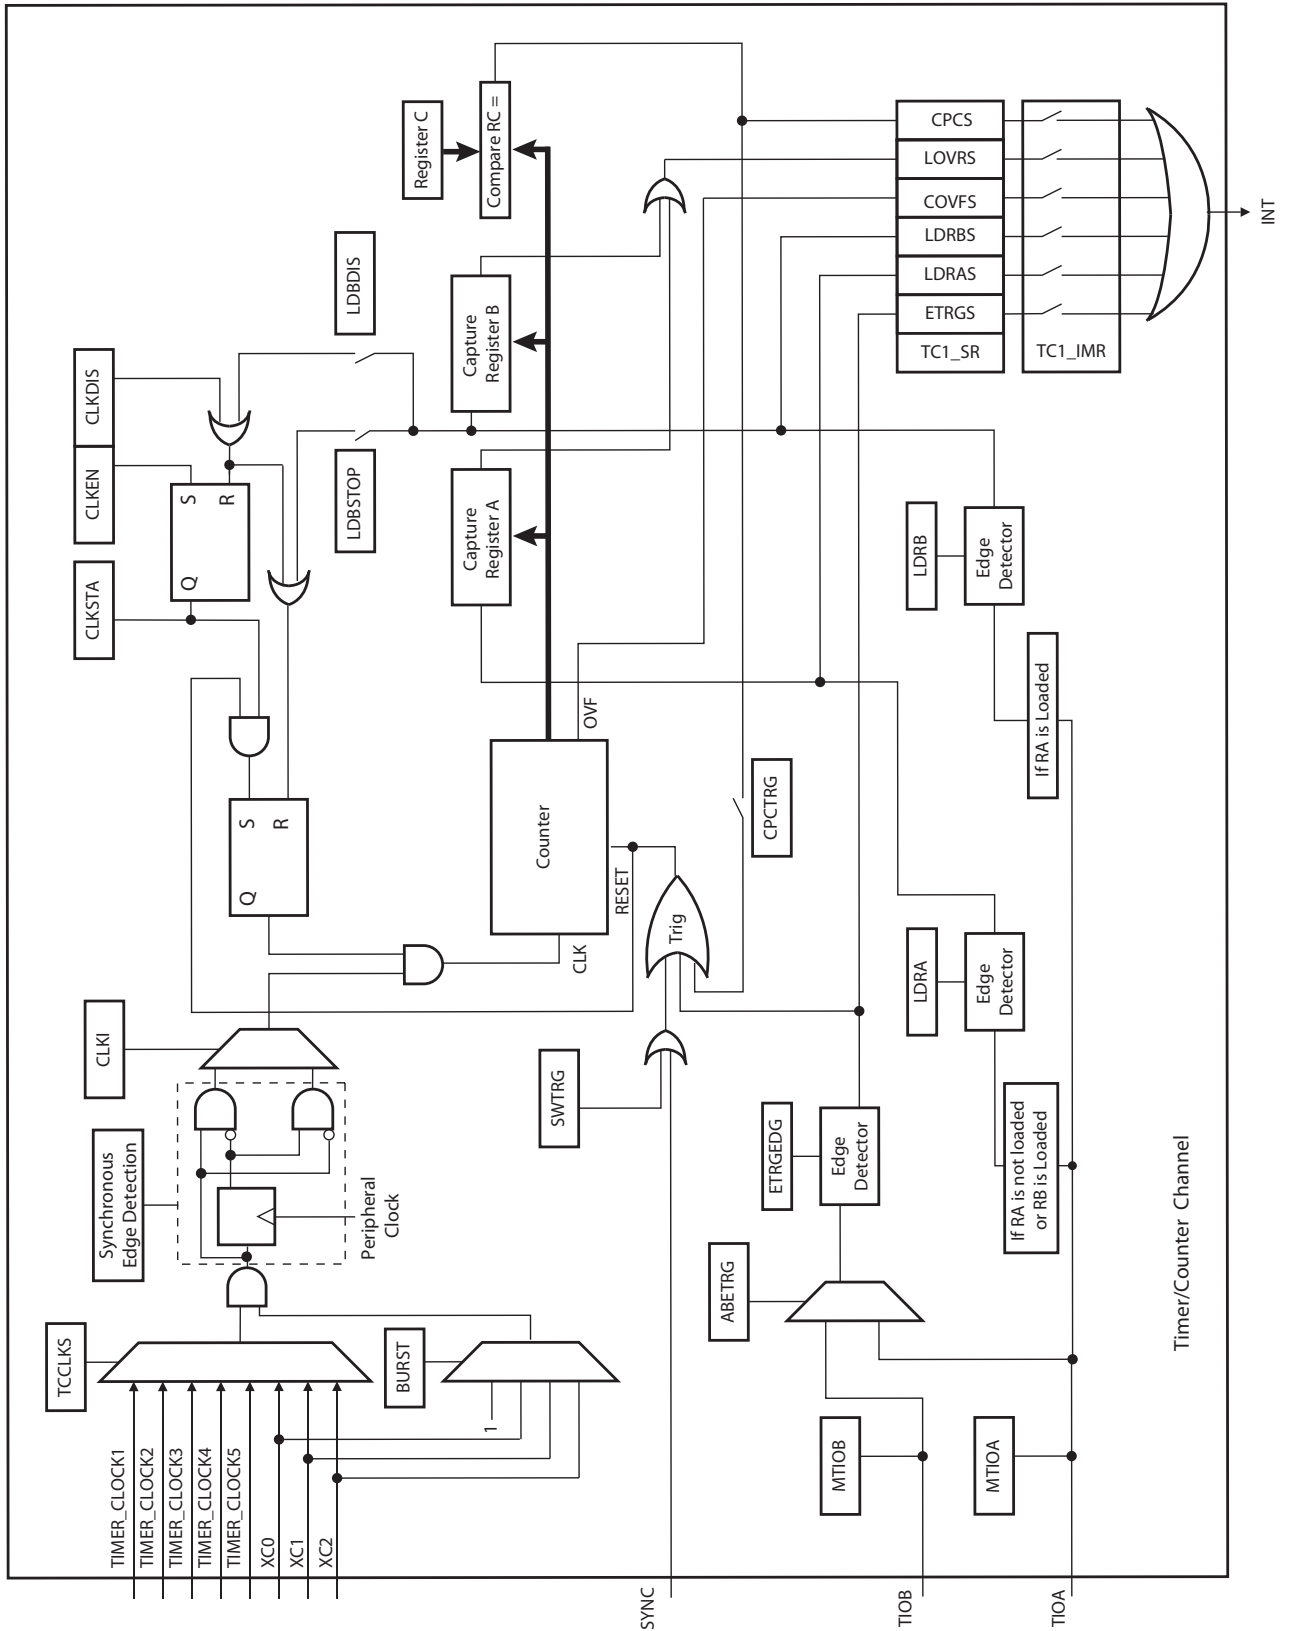 TCCLKS
TIMER_CLOCK1
TIMER_CLOCK2
TIMER_CLOCK3
TIMER_CLOCK4
TIMER_CLOCK5
XC0
XC1
XC2
BURST
1
Synchronous
Edge Detection
Peripheral
Clock
CLKI
CLKSTA
CLKEN
CLKDIS
Q
S
R
Q
S
R
LDBSTOP
LDBDIS
SYNC
SWTRG
CLK
RESET
OVF
Counter
Trig
CPCTRG
Capture
Register A
Capture
Register B
Register C
Compare RC =
ABETRG
ETRGEDG
Edge
Detector
MTIOB
TIOB
MTIOA
TIOA
LDRA
Edge
Detector
If RA is not loaded
or RB is Loaded
LDRB
Edge
Detector
If RA is Loaded
CPCS
LOVRS
COVFS
LDRBS
LDRAS
ETRGS
TC1_SR
TC1_IMR
INT
Timer/Counter Channel